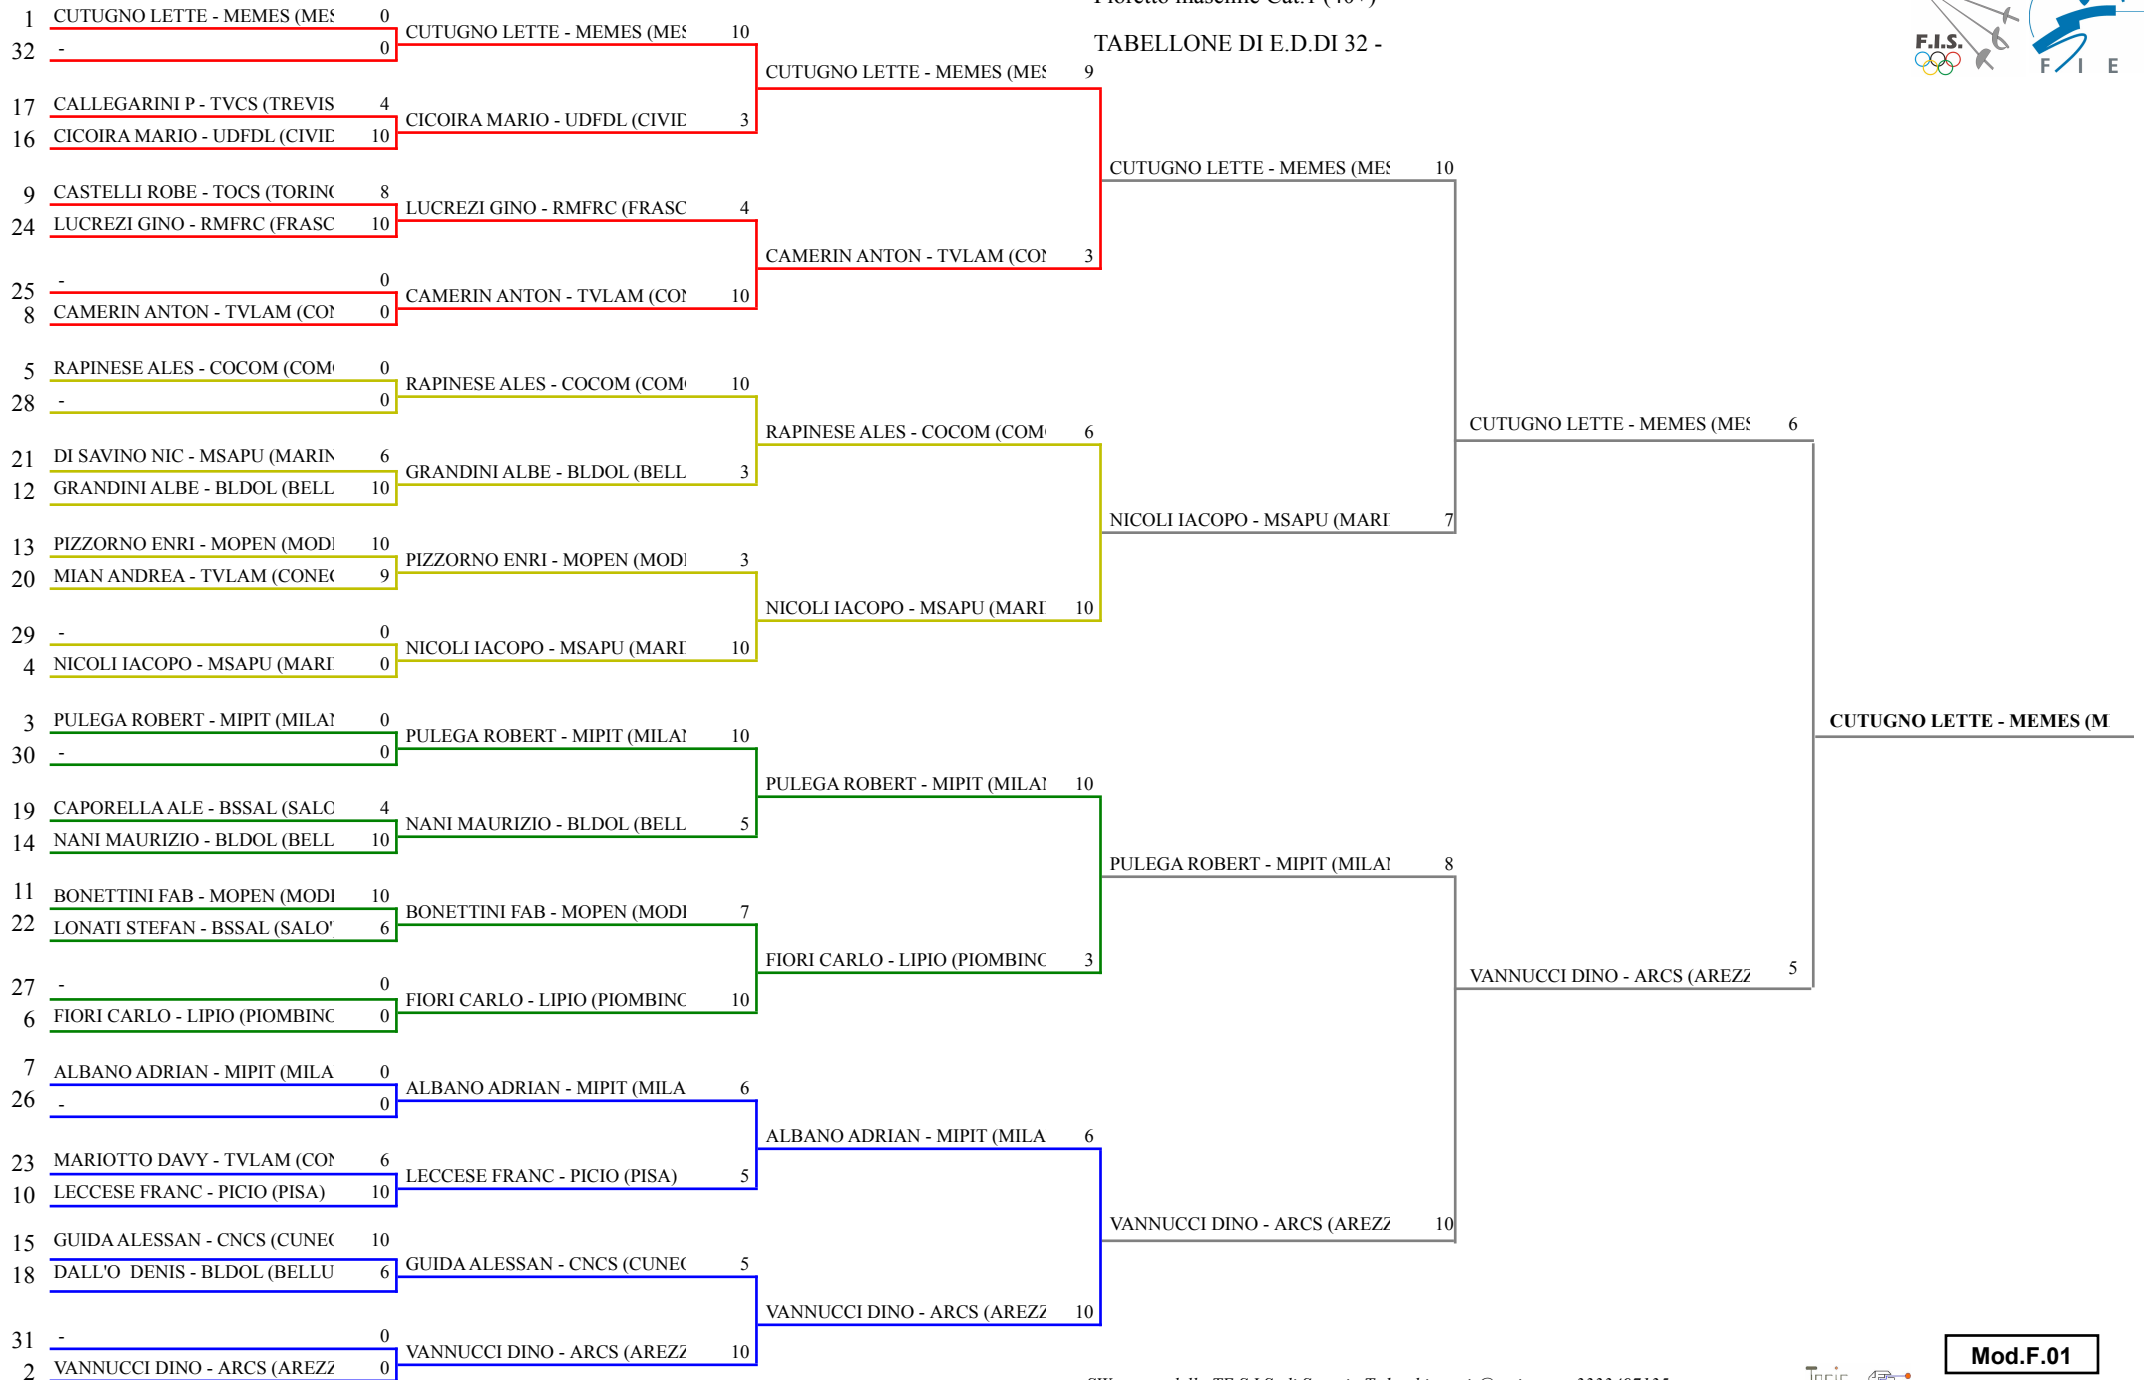 TABELLONE DI E.D.DI 32 -
F.I.S.
F I E
1 CUTUGNO LETTE - MEMES (MES 0
32 - 0
17 CALLEGARINI P - TVCS (TREVIS 4
16 CICOIRA MARIO - UDFDL (CIVID 10
9 CASTELLI ROBE - TOCS (TORINO 8
24 LUCREZI GINO - RMFRC (FRASC 10
25 - 0
8 CAMERIN ANTON - TVLAM (CON 0
5 RAPINESE ALES - COCOM (COMO 0
28 - 0
21 DI SAVINO NIC - MSAPU (MARIN 6
12 GRANDINI ALBE - BLDOL (BELL 10
13 PIZZORNO ENRI - MOPEN (MODE 10
20 MIAN ANDREA - TVLAM (CONEG 9
29 - 0
4 NICOLI IACOPO - MSAPU (MARI 0
3 PULEGA ROBERT - MIPIT (MILAN 0
30 - 0
19 CAPORELLA ALE - BSSAL (SALO 4
14 NANI MAURIZIO - BLDOL (BELL 10
11 BONETTINI FAB - MOPEN (MODE 10
22 LONATI STEFAN - BSSAL (SALO' 6
27 - 0
6 FIORI CARLO - LIPIO (PIOMBINO 0
7 ALBANO ADRIAN - MIPIT (MILA 0
26 - 0
23 MARIOTTO DAVY - TVLAM (CON 6
10 LECCESE FRANC - PICIO (PISA) 10
15 GUIDA ALESSAN - CNCS (CUNEO 10
18 DALL'O  DENIS - BLDOL (BELLU 6
31 - 0
2 VANNUCCI DINO - ARCS (AREZZ 0
CUTUGNO LETTE - MEMES (MES 10
CICOIRA MARIO - UDFDL (CIVID 3
LUCREZI GINO - RMFRC (FRASC 4
CAMERIN ANTON - TVLAM (CON 10
RAPINESE ALES - COCOM (COMO 10
GRANDINI ALBE - BLDOL (BELL 3
PIZZORNO ENRI - MOPEN (MODE 3
NICOLI IACOPO - MSAPU (MARI 10
PULEGA ROBERT - MIPIT (MILAN 10
NANI MAURIZIO - BLDOL (BELL 5
BONETTINI FAB - MOPEN (MODE 7
FIORI CARLO - LIPIO (PIOMBINO 10
ALBANO ADRIAN - MIPIT (MILA 6
LECCESE FRANC - PICIO (PISA) 5
GUIDA ALESSAN - CNCS (CUNEO 5
VANNUCCI DINO - ARCS (AREZZ 10
CUTUGNO LETTE - MEMES (MES 9
CAMERIN ANTON - TVLAM (CON 3
RAPINESE ALES - COCOM (COMO 6
NICOLI IACOPO - MSAPU (MARI 10
PULEGA ROBERT - MIPIT (MILAN 10
FIORI CARLO - LIPIO (PIOMBINO 3
ALBANO ADRIAN - MIPIT (MILA 6
VANNUCCI DINO - ARCS (AREZZ 10
CUTUGNO LETTE - MEMES (MES 10
NICOLI IACOPO - MSAPU (MARI 7
PULEGA ROBERT - MIPIT (MILAN 8
VANNUCCI DINO - ARCS (AREZZ 10
CUTUGNO LETTE - MEMES (MES 6
VANNUCCI DINO - ARCS (AREZZ 5
CUTUGNO LETTE - MEMES (M
Mod.F.01